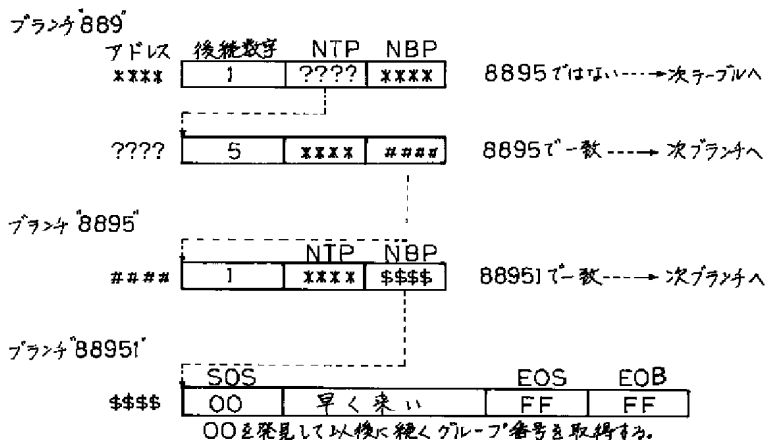 ブランチ"889"
アドレス 後続数字 NTP NBP
**** 1 ???? **** 8895ではない----→次テーブルへ
???? 5 **** #### 8895で一致----→次ブランチへ
ブランチ"8895"
NTP NBP
#### 1 **** $$$$ 88951で一致----→次ブランチへ
ブランチ"88951"
SOS EOS EOB
$$$$ 00 早く来い FF FF
00を発見して以後に続くグループ番号を取得する。